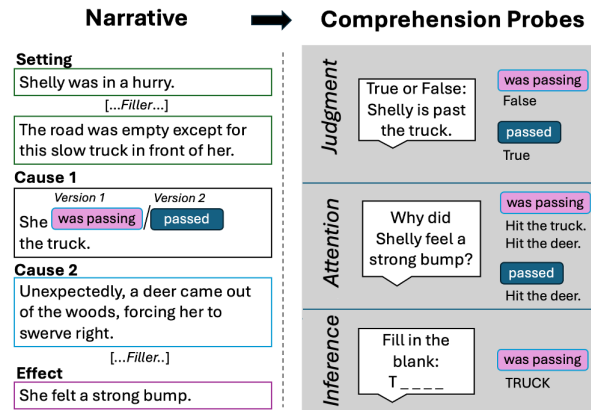 Narrative
Comprehension Probes
Setting
Shelly was in a hurry.
[...Filler...]
The road was empty except for
this slow truck in front of her.
Cause 1
Version 1
Version 2
She was passing / passed
the truck.
Cause 2
Unexpectedly, a deer came out
of the woods, forcing her to
swerve right.
[...Filler..]
Effect
She felt a strong bump.
Judgment
True or False:
Shelly is past
the truck.
was passing
False
passed
True
Attention
Why did
Shelly feel a
strong bump?
was passing
Hit the truck.
Hit the deer.
passed
Hit the deer.
Inference
Fill in the
blank:
T _ _ _ _
was passing
TRUCK